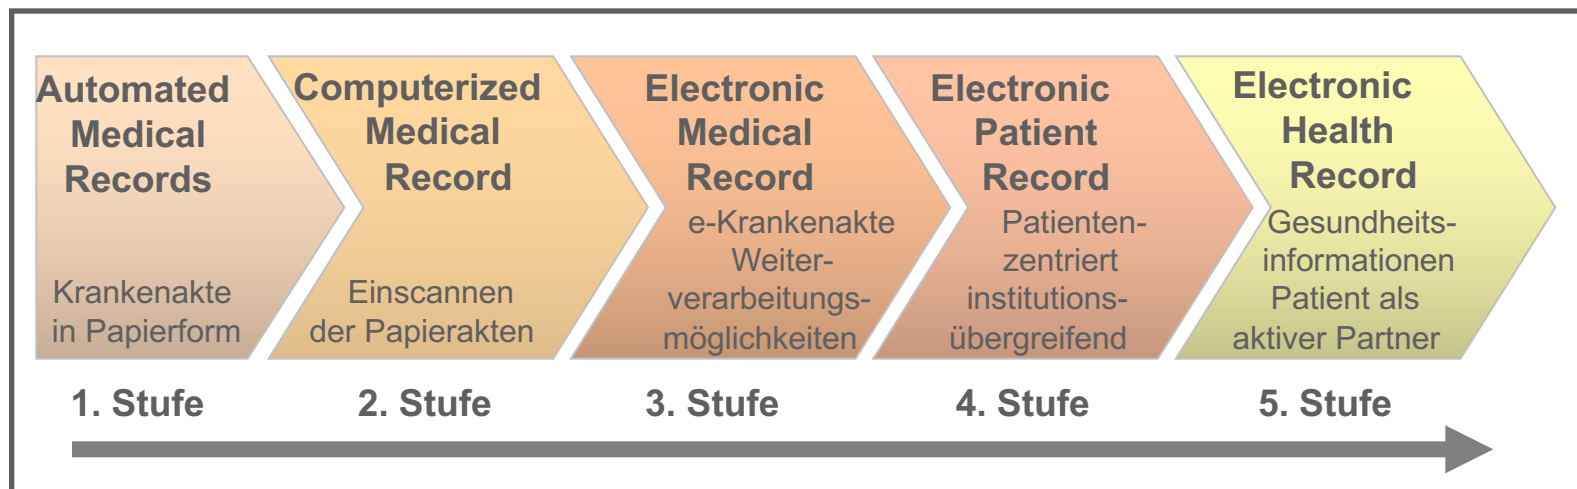 Automated
Medical
Records
Krankenakte
in Papierform
Computerized
Medical
Record
Einscannen
der Papierakten
Electronic
Medical
Record
e-Krankenakte
Weiter-
verarbeitungs-
möglichkeiten
Electronic
Patient
Record
Patienten-
zentriert
institutions-
übergreifend
Electronic
Health
Record
Gesundheits-
informationen
Patient als
aktiver Partner
1. Stufe
2. Stufe
3. Stufe
4. Stufe
5. Stufe